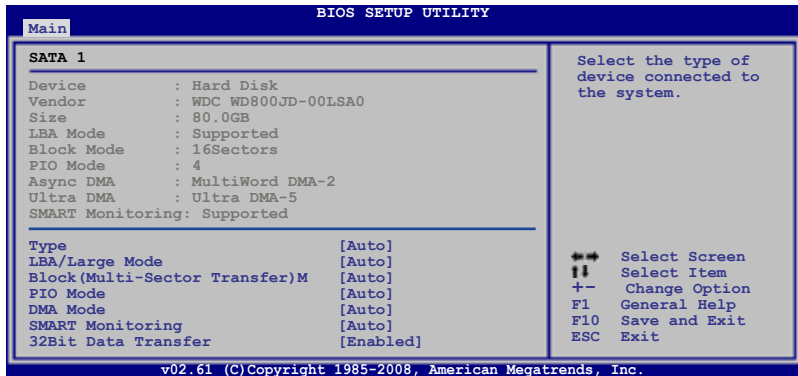 BIOS SETUP UTILITY
Main
SATA 1
Device : Hard Disk
Vendor : WDC WD800JD-00LSA0
Size : 80.0GB
LBA Mode : Supported
Block Mode : 16Sectors
PIO Mode : 4
Async DMA : MultiWord DMA-2
Ultra DMA : Ultra DMA-5
SMART Monitoring: Supported
Type [Auto]
LBA/Large Mode [Auto]
Block(Multi-Sector Transfer)M [Auto]
PIO Mode [Auto]
DMA Mode [Auto]
SMART Monitoring [Auto]
32Bit Data Transfer [Enabled]
Select the type of
device connected to
the system.
←→ Select Screen
↑↓ Select Item
+- Change Option
F1 General Help
F10 Save and Exit
ESC Exit
v02.61 (C)Copyright 1985-2008, American Megatrends, Inc.